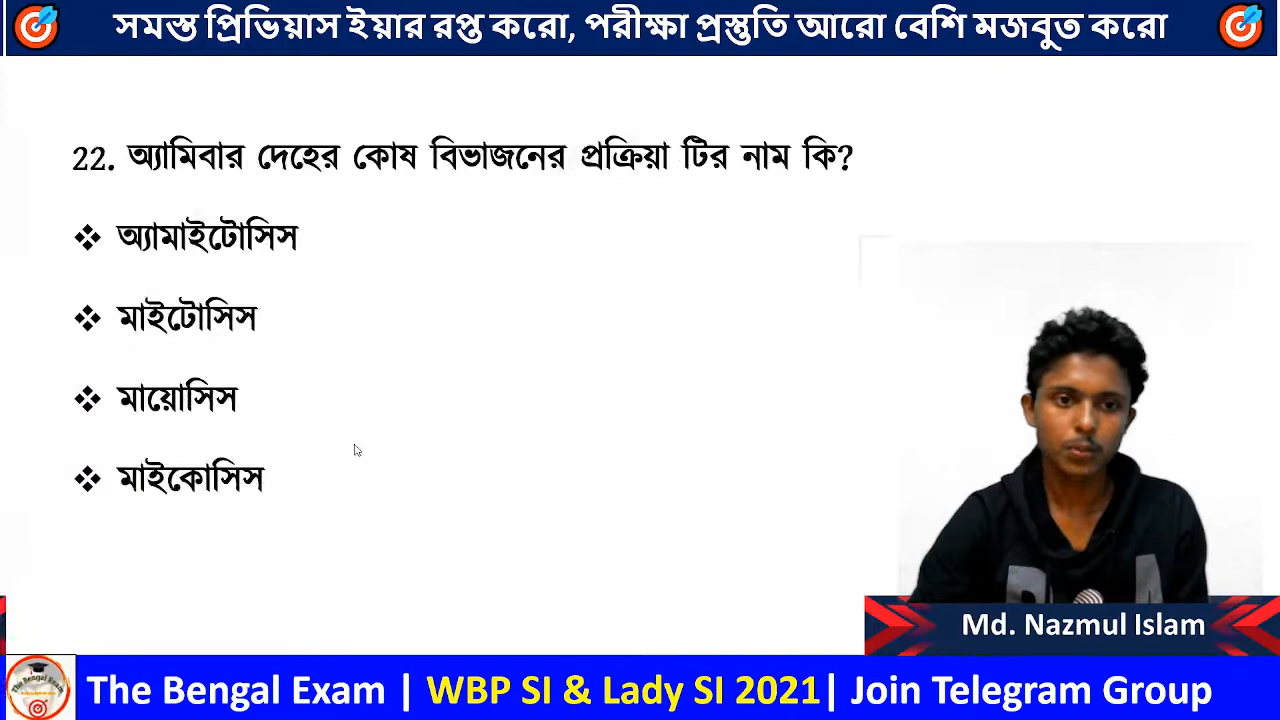 সমস্ত প্রিভিয়াস ইয়ার রপ্ত করো, পরীক্ষা প্রস্তুতি আরো বেশি মজবুত করো
22. অ্যামিবার দেহের কোষ বিভাজনের প্রক্রিয়া টির নাম কি?
❖ অ্যামাইটোসিস
❖ মাইটোসিস
❖ মায়োসিস
❖ মাইকোসিস
Md. Nazmul Islam
The Bengal Exam | WBP SI & Lady SI 2021| Join Telegram Group